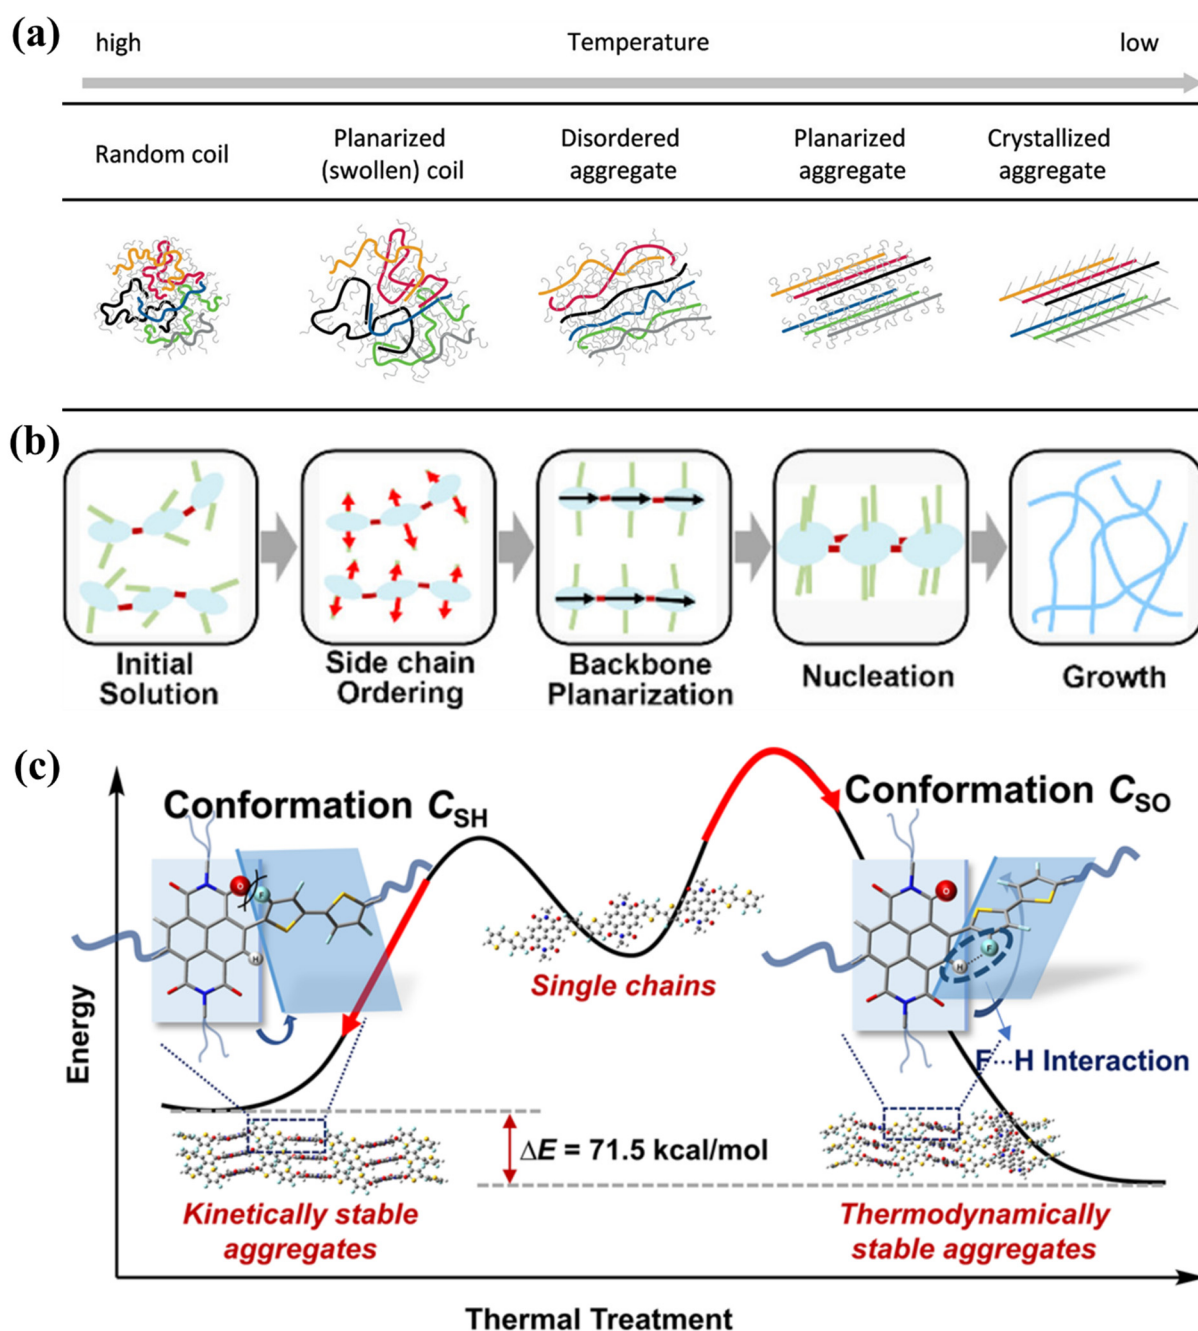 (a)
high Temperature low
Random coil
Planarized
(swollen) coil
Disordered
aggregate
Planarized
aggregate
Crystallized
aggregate
(b)
Initial
Solution
Side chain
Ordering
Backbone
Planarization
Nucleation
Growth
(c)
Conformation CSH
Conformation CSO
O
F
H
O
F
H
Single chains
F···H Interaction
ΔE = 71.5 kcal/mol
Kinetically stable
aggregates
Thermodynamically
stable aggregates
Energy
Thermal Treatment